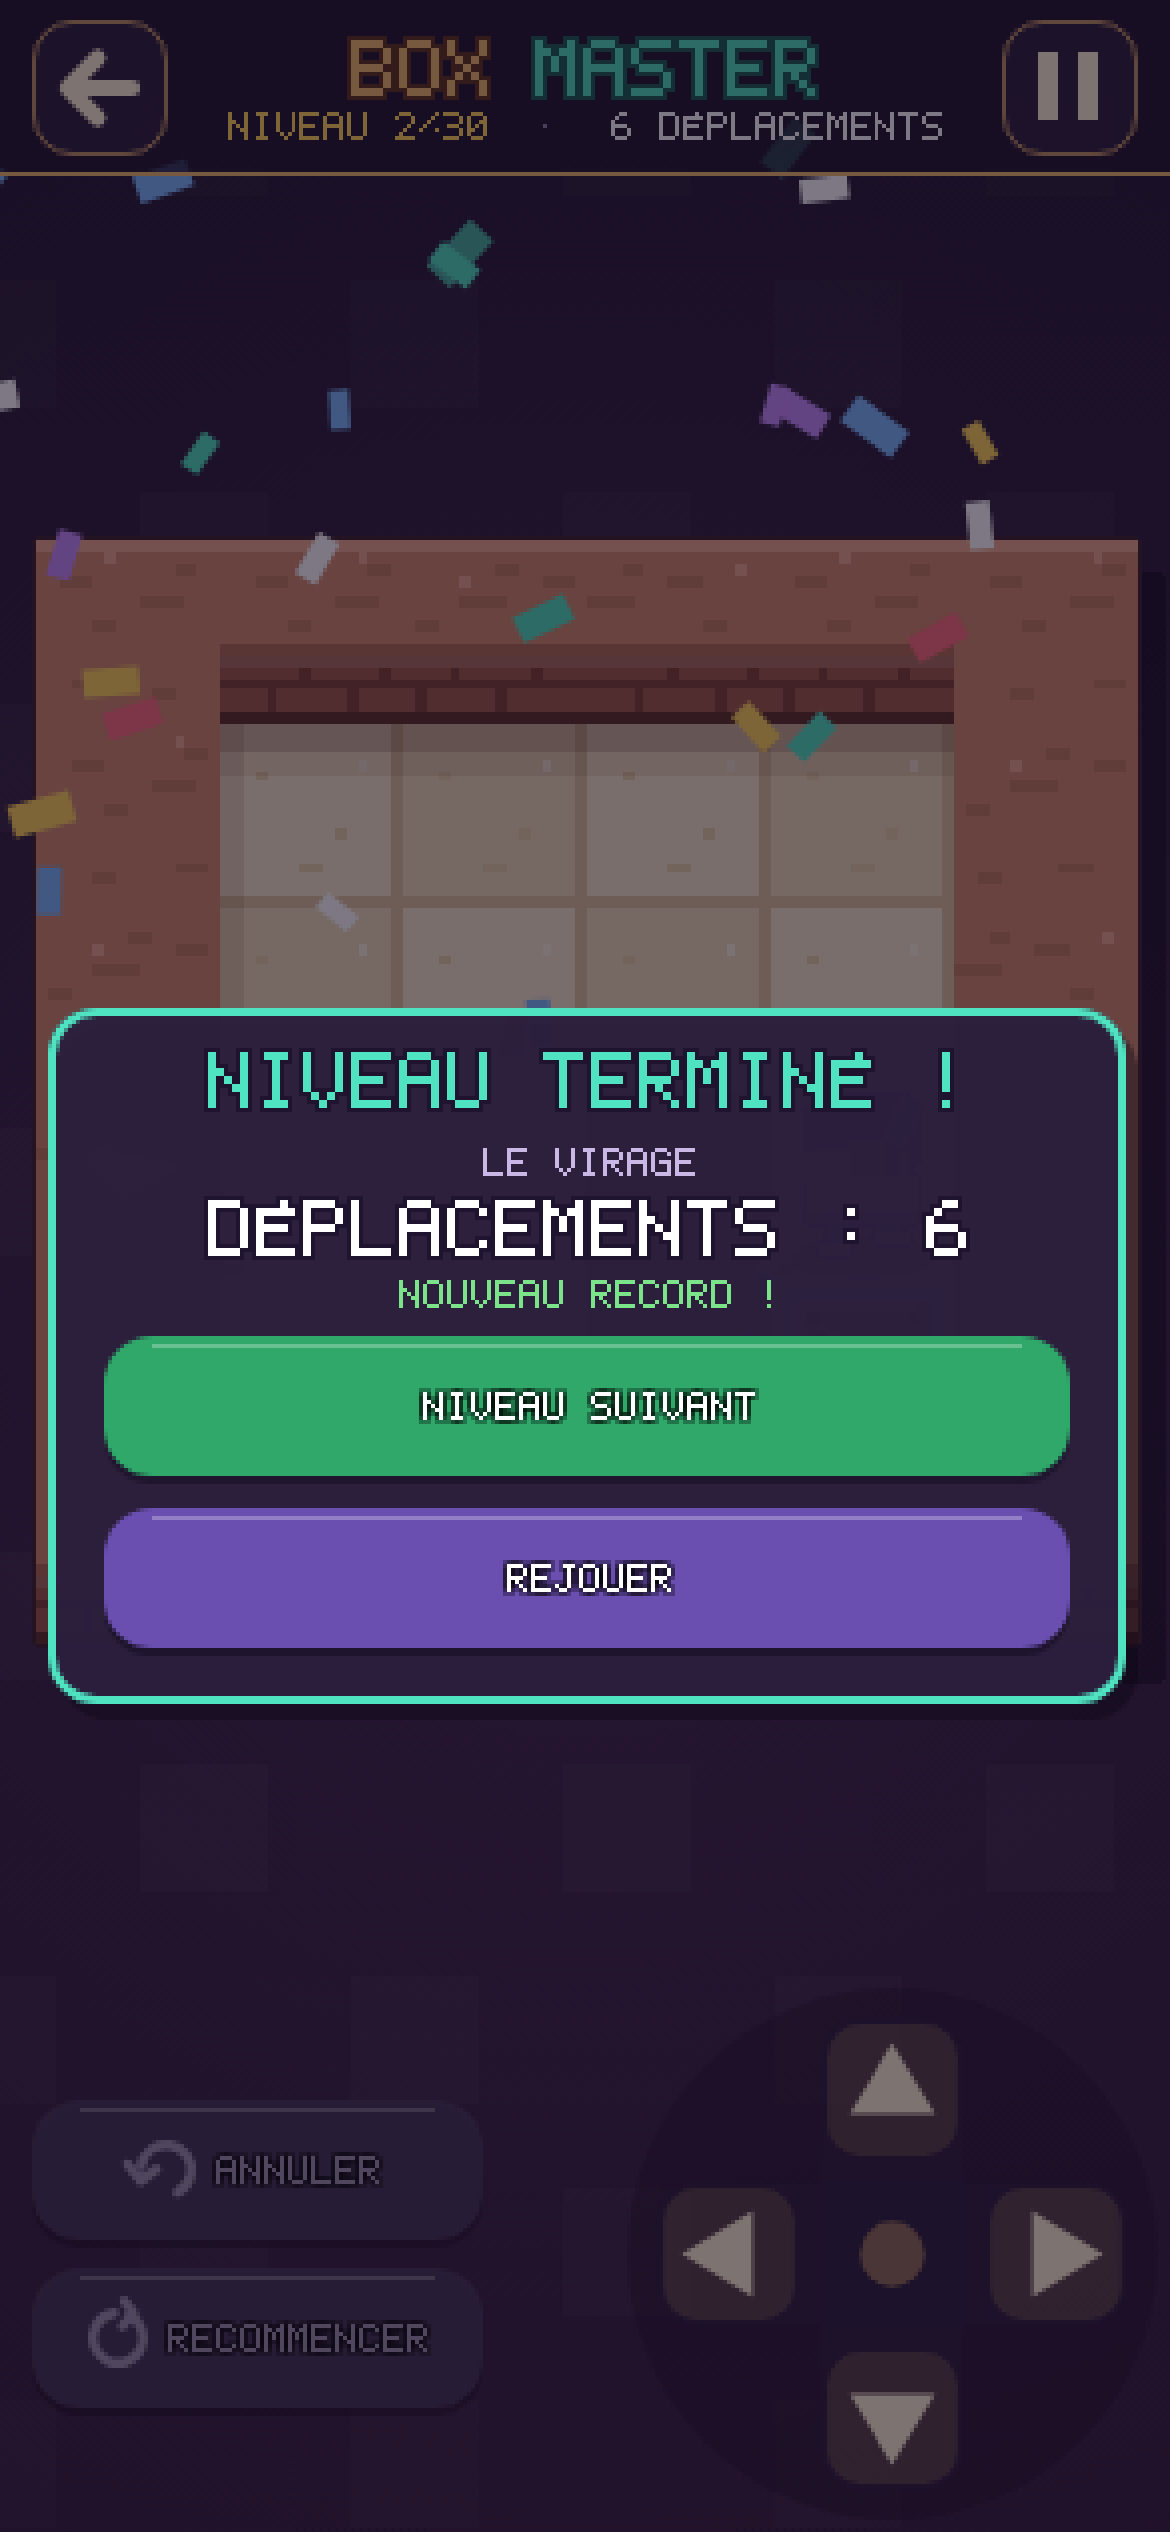 BOX MASTER
NIVEAU 2/30 · 6 DÉPLACEMENTS
NIVEAU TERMINÉ !
LE VIRAGE
DÉPLACEMENTS : 6
NOUVEAU RECORD !
NIVEAU SUIVANT
REJOUER
ANNULER
RECOMMENCER